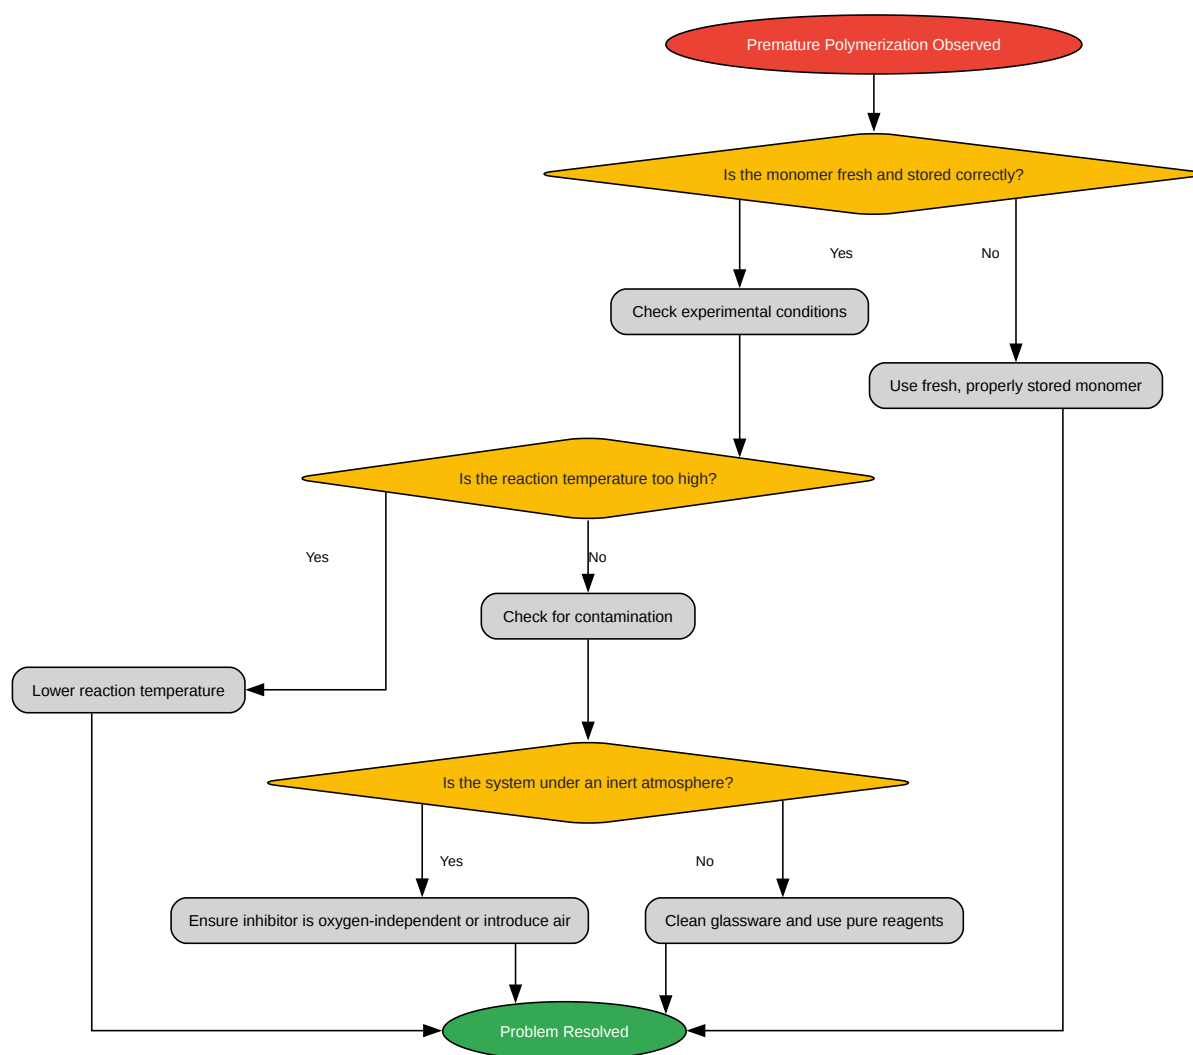 Premature Polymerization Observed
Is the monomer fresh and stored correctly?
Yes
No
Check experimental conditions
Use fresh, properly stored monomer
Is the reaction temperature too high?
Yes
No
Check for contamination
Lower reaction temperature
Is the system under an inert atmosphere?
Yes
No
Ensure inhibitor is oxygen-independent or introduce air
Clean glassware and use pure reagents
Problem Resolved